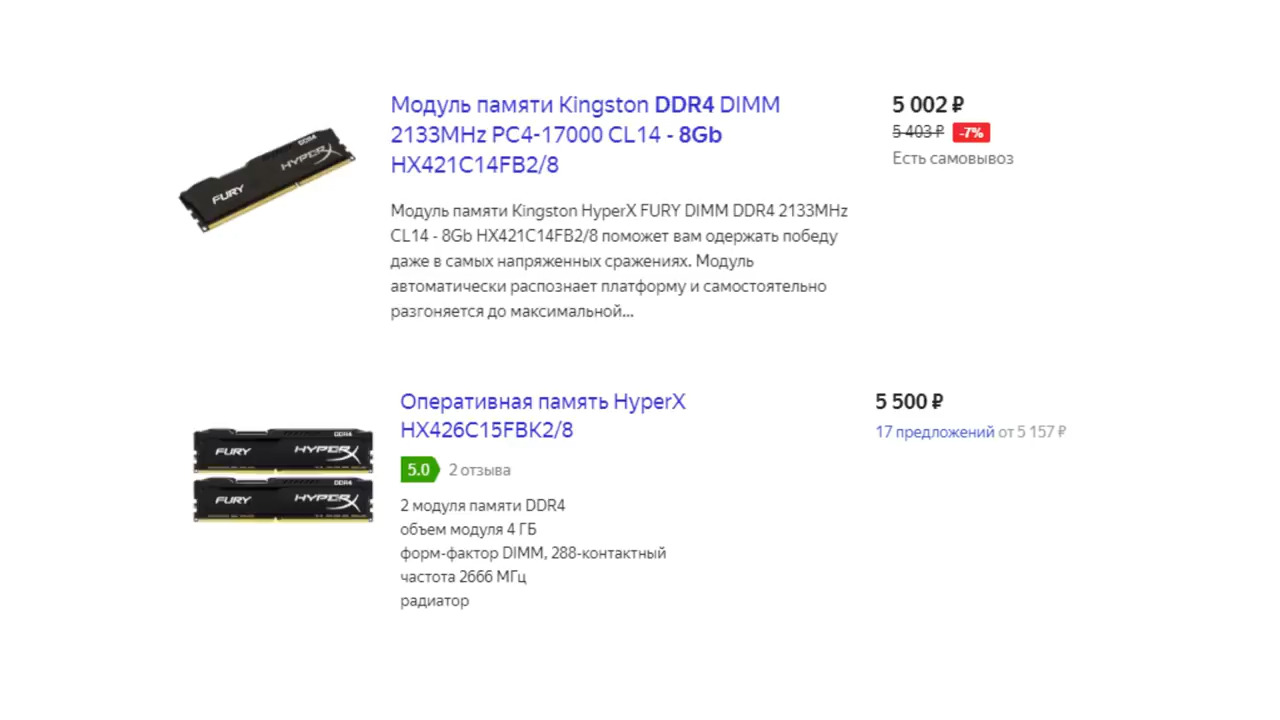 Модуль памяти Kingston DDR4 DIMM
2133MHz PC4-17000 CL14 - 8Gb
HX421C14FB2/8
5 002 ₽
5 403 ₽ -7%
Есть самовывоз
DDR4
HYPERX
FURY
Модуль памяти Kingston HyperX FURY DIMM DDR4 2133MHz
CL14 - 8Gb HX421C14FB2/8 поможет вам одержать победу
даже в самых напряженных сражениях. Модуль
автоматически распознает платформу и самостоятельно
разгоняется до максимальной...
Оперативная память HyperX
HX426C15FBK2/8
5 500 ₽
17 предложений от 5 157 ₽
DDR4
FURY HYPERX
DDR4
FURY HYPERX
5.0 2 отзыва
2 модуля памяти DDR4
объем модуля 4 ГБ
форм-фактор DIMM, 288-контактный
частота 2666 МГц
радиатор